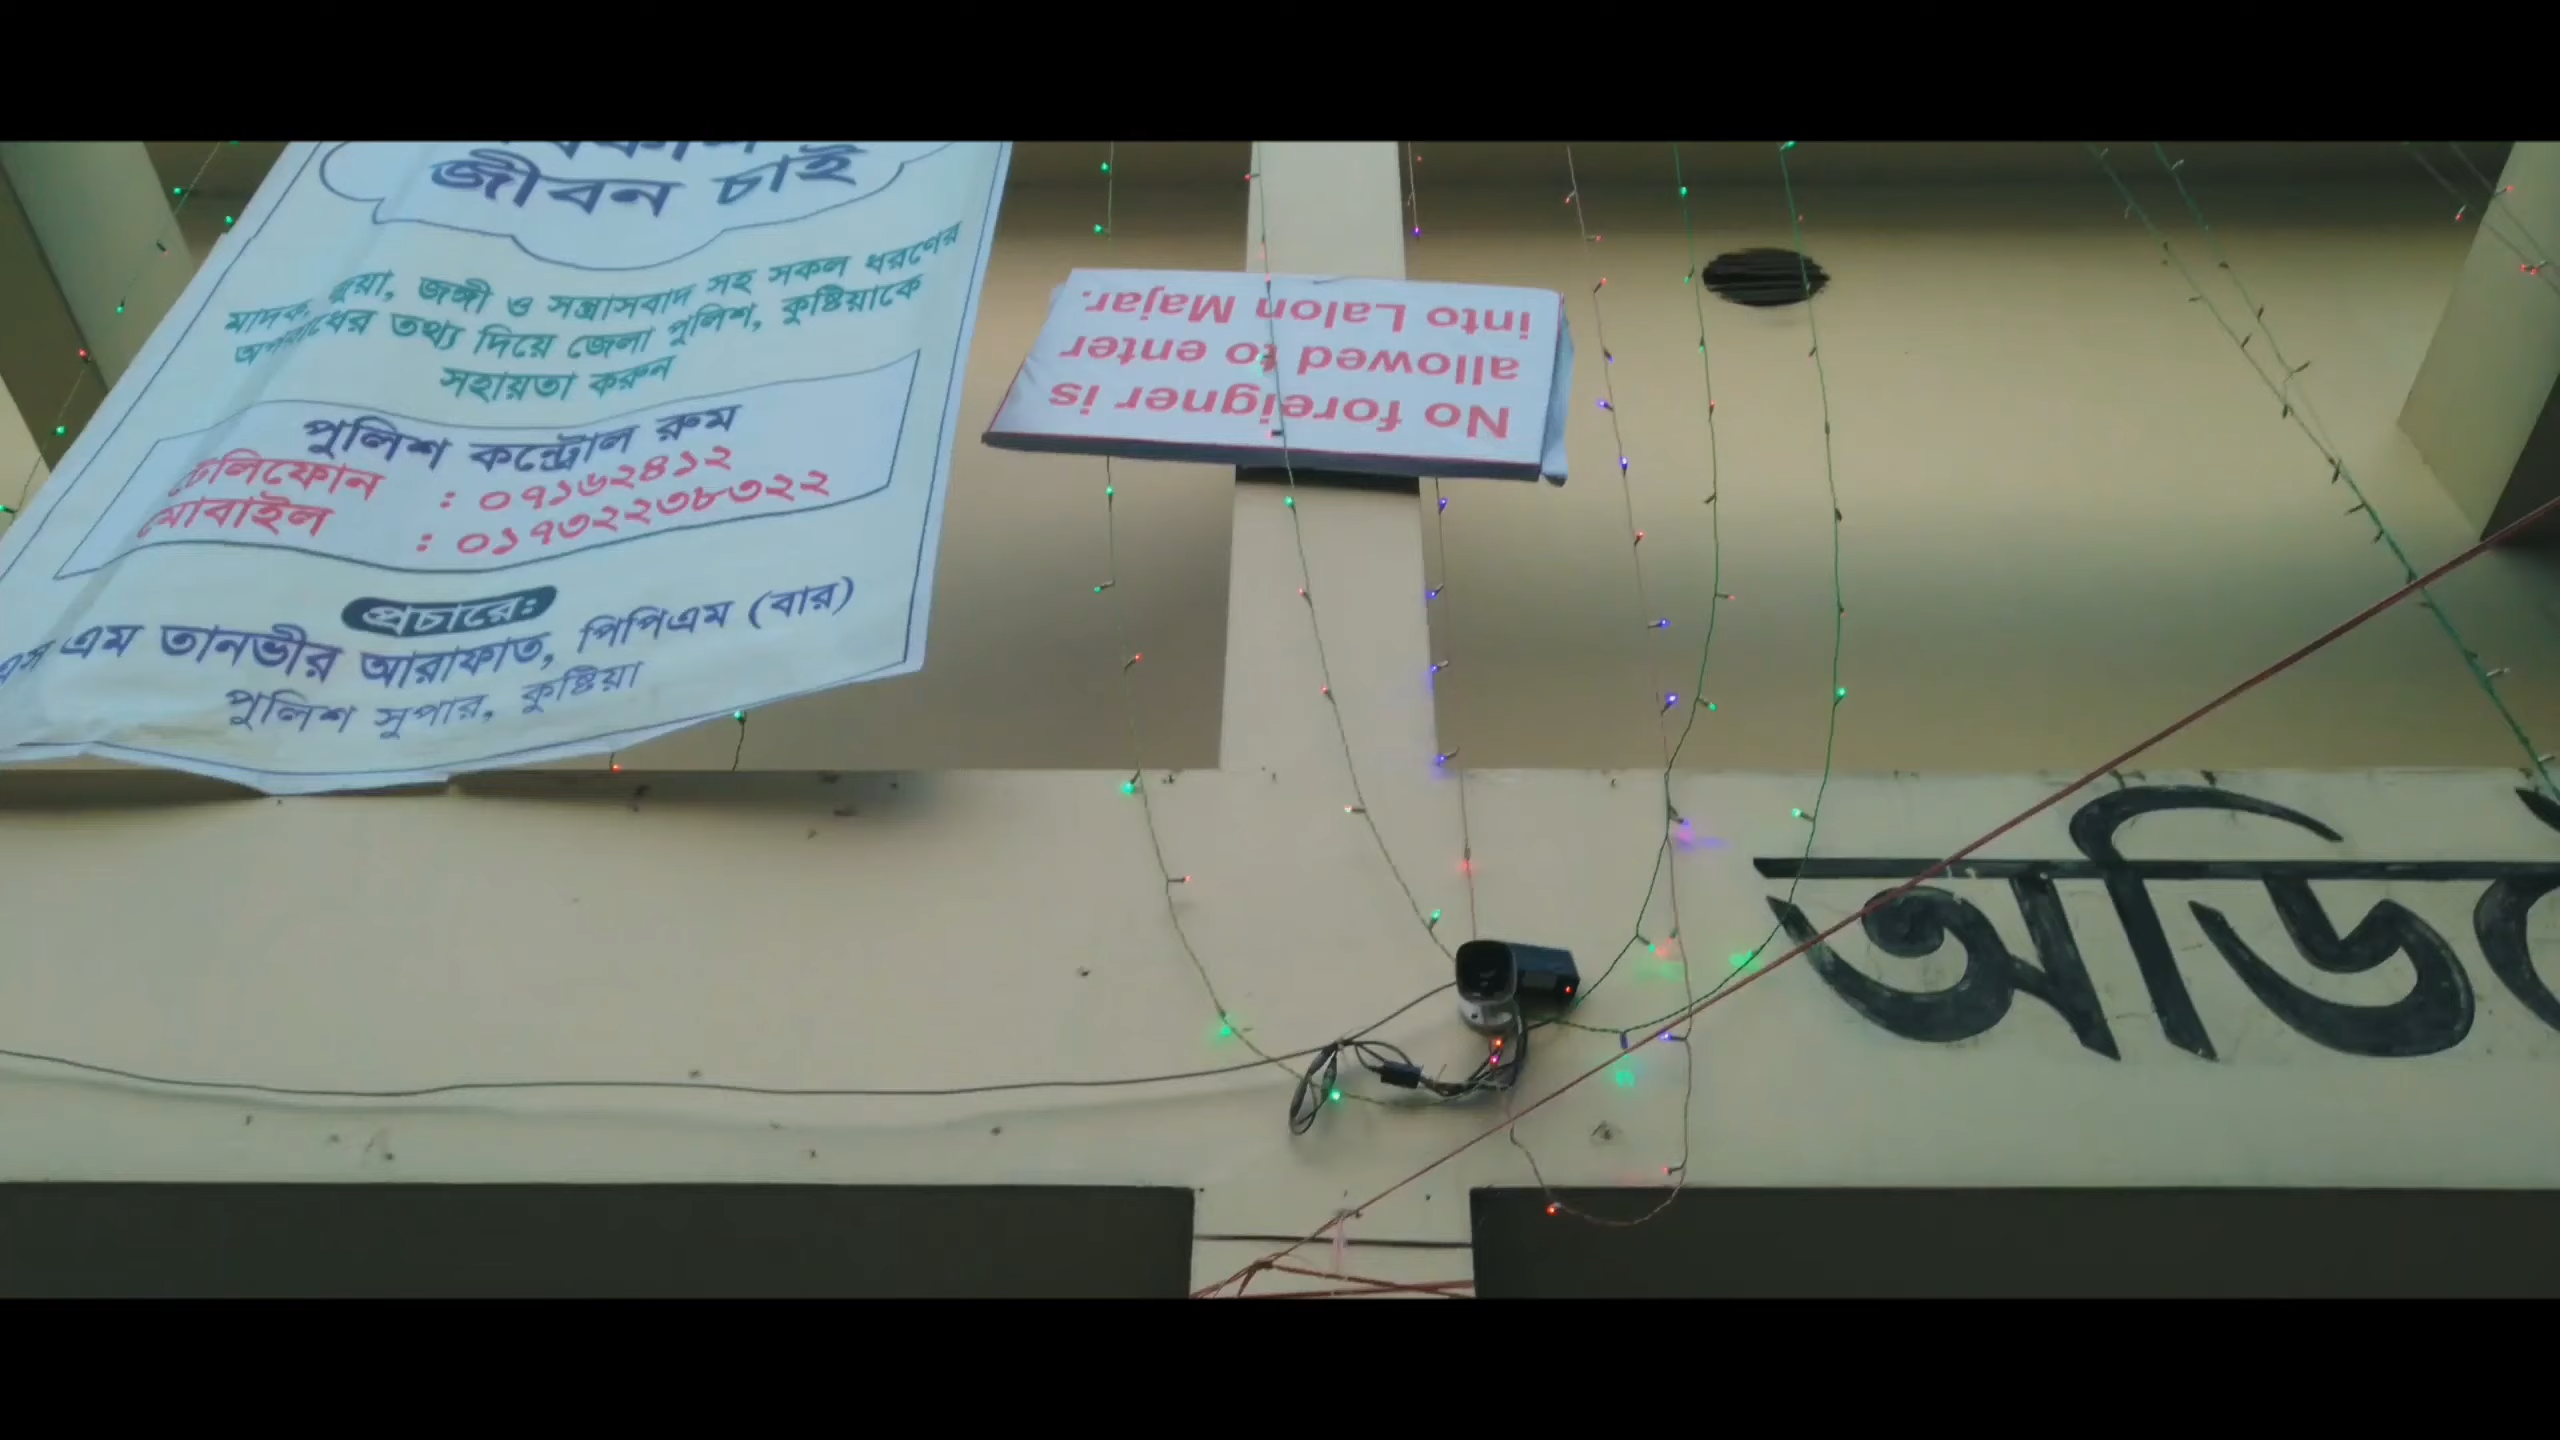 জীবন চাই
জঙ্গী ও সন্ত্রাসবাদ সহ সকল ধরণের
অপরাধের তথ্য দিয়ে জেলা পুলিশ, কুষ্টিয়াকে
সহায়তা করুন
পুলিশ কন্ট্রোল রুম
টেলিফোন : ০৭১৬২৪১২
মোবাইল : ০১৭৩২২৩৮৩২২
প্রচারে:
এস এম তানভীর আরাফাত, পিপিএম (বার)
পুলিশ সুপার, কুষ্টিয়া
No foreigner is
allowed to enter
into Lalon Majar.
অডি